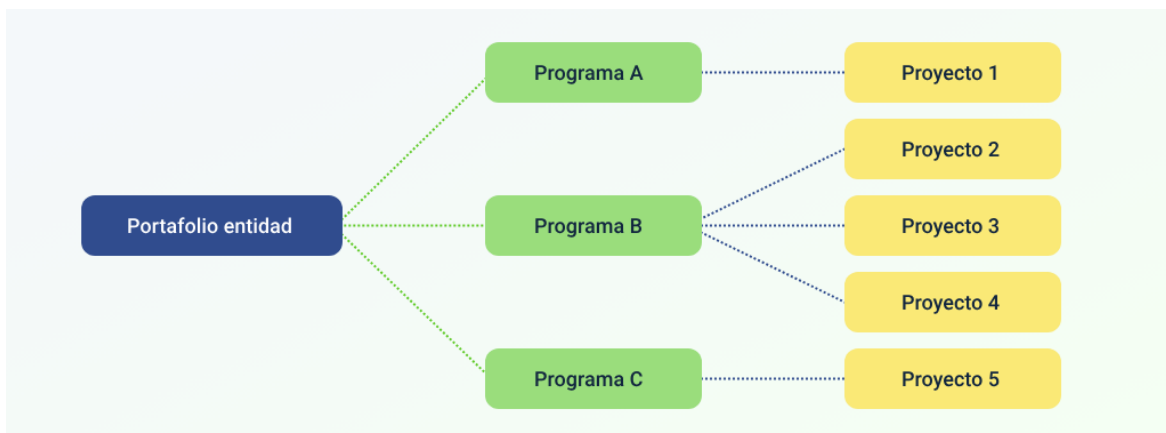 Portafolio entidad
Programa A
Programa B
Programa C
Proyecto 1
Proyecto 2
Proyecto 3
Proyecto 4
Proyecto 5